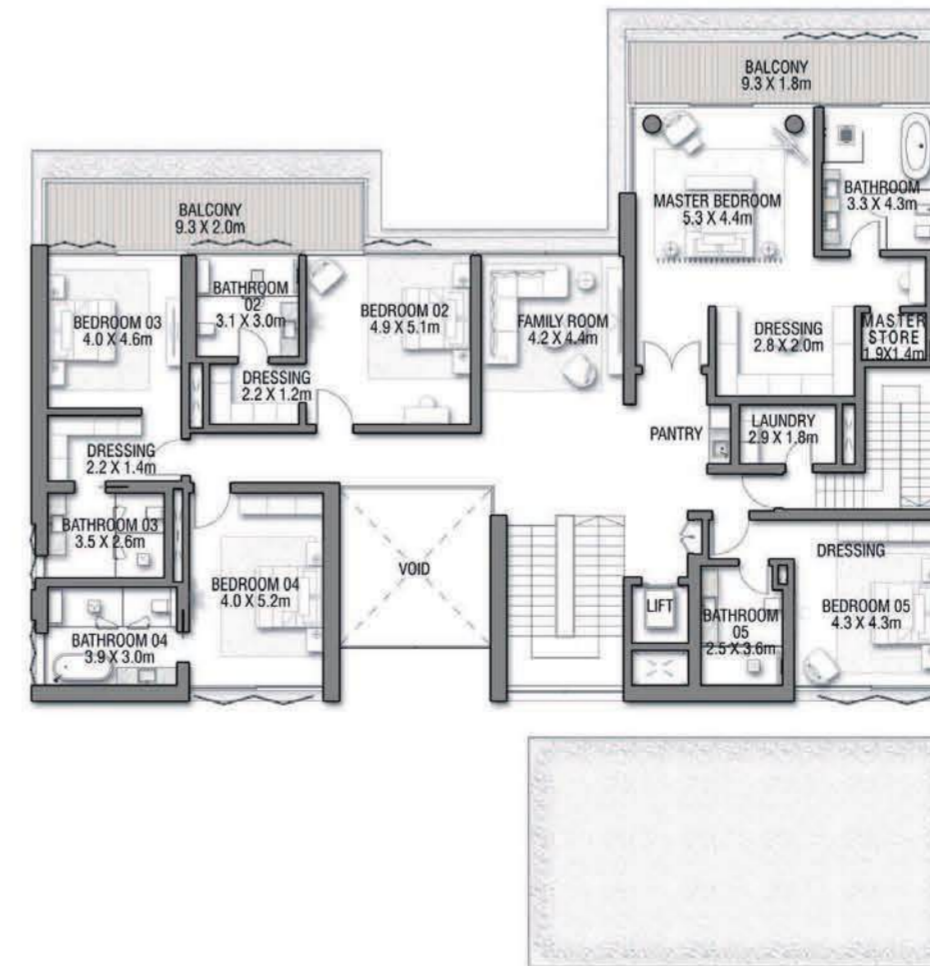 BALCONY
9.3 X 1.8m
MASTER BEDROOM
5.3 X 4.4m
BATHROOM
3.3 X 4.3m
BALCONY
9.3 X 2.0m
BEDROOM 03
4.0 X 4.6m
BATHROOM
02
3.1 X 3.0m
BEDROOM 02
4.9 X 5.1m
FAMILY ROOM
4.2 X 4.4m
DRESSING
2.8 X 2.0m
MASTER
STORE
1.9X1.4m
DRESSING
2.2 X 1.2m
PANTRY
LAUNDRY
2.9 X 1.8m
DRESSING
2.2 X 1.4m
BATHROOM 03
3.5 X 2.6m
VOID
DRESSING
BEDROOM 04
4.0 X 5.2m
LIFT
BATHROOM
05
2.5 X 3.6m
BEDROOM 05
4.3 X 4.3m
BATHROOM 04
3.9 X 3.0m